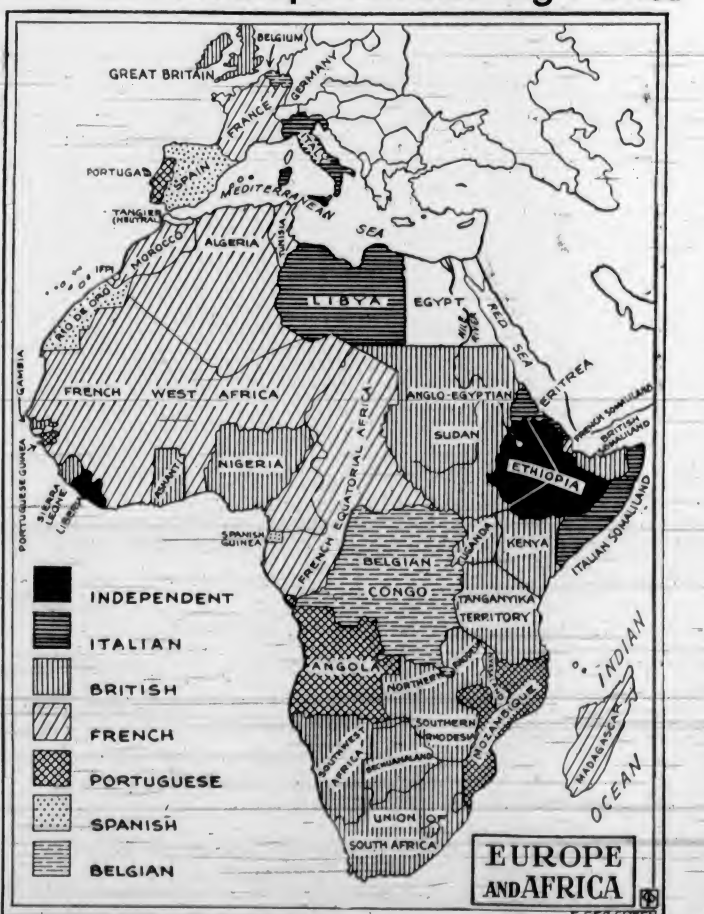 BELGIUM
GREAT BRITAIN
GERMANY
FRANCE
ITALY
PORTUGAL
SPAIN
MEDITERRANEAN
SEA
TANGIER
(NEUTRAL)
MOROCCO
ALGERIA
TUNISIA
IFNI
RIO DE ORO
LIBYA
EGYPT
NILE
RIVER
RED SEA
GAMBIA
FRENCH WEST AFRICA
ANGLO-EGYPTIAN
SUDAN
ERITREA
FRENCH SOMALILAND
BRITISH
SOMALILAND
PORTUGUESE GUINEA
SIERRA
LEONE
LIBERIA
ASHANTI
NIGERIA
FRENCH EQUATORIAL AFRICA
ETHIOPIA
ITALIAN SOMALILAND
SPANISH
GUINEA
UGANDA
KENYA
BELGIAN
CONGO
TANGANYIKA
TERRITORY
ANGOLA
NORTHERN
RHODESIA
SOUTHERN
RHODESIA
MOZAMBIQUE
MADAGASCAR
INDIAN
OCEAN
SOUTHWEST
AFRICA
BECHUANALAND
UNION OF
SOUTH AFRICA
INDEPENDENT
ITALIAN
BRITISH
FRENCH
PORTUGUESE
SPANISH
BELGIAN
EUROPE
AND AFRICA